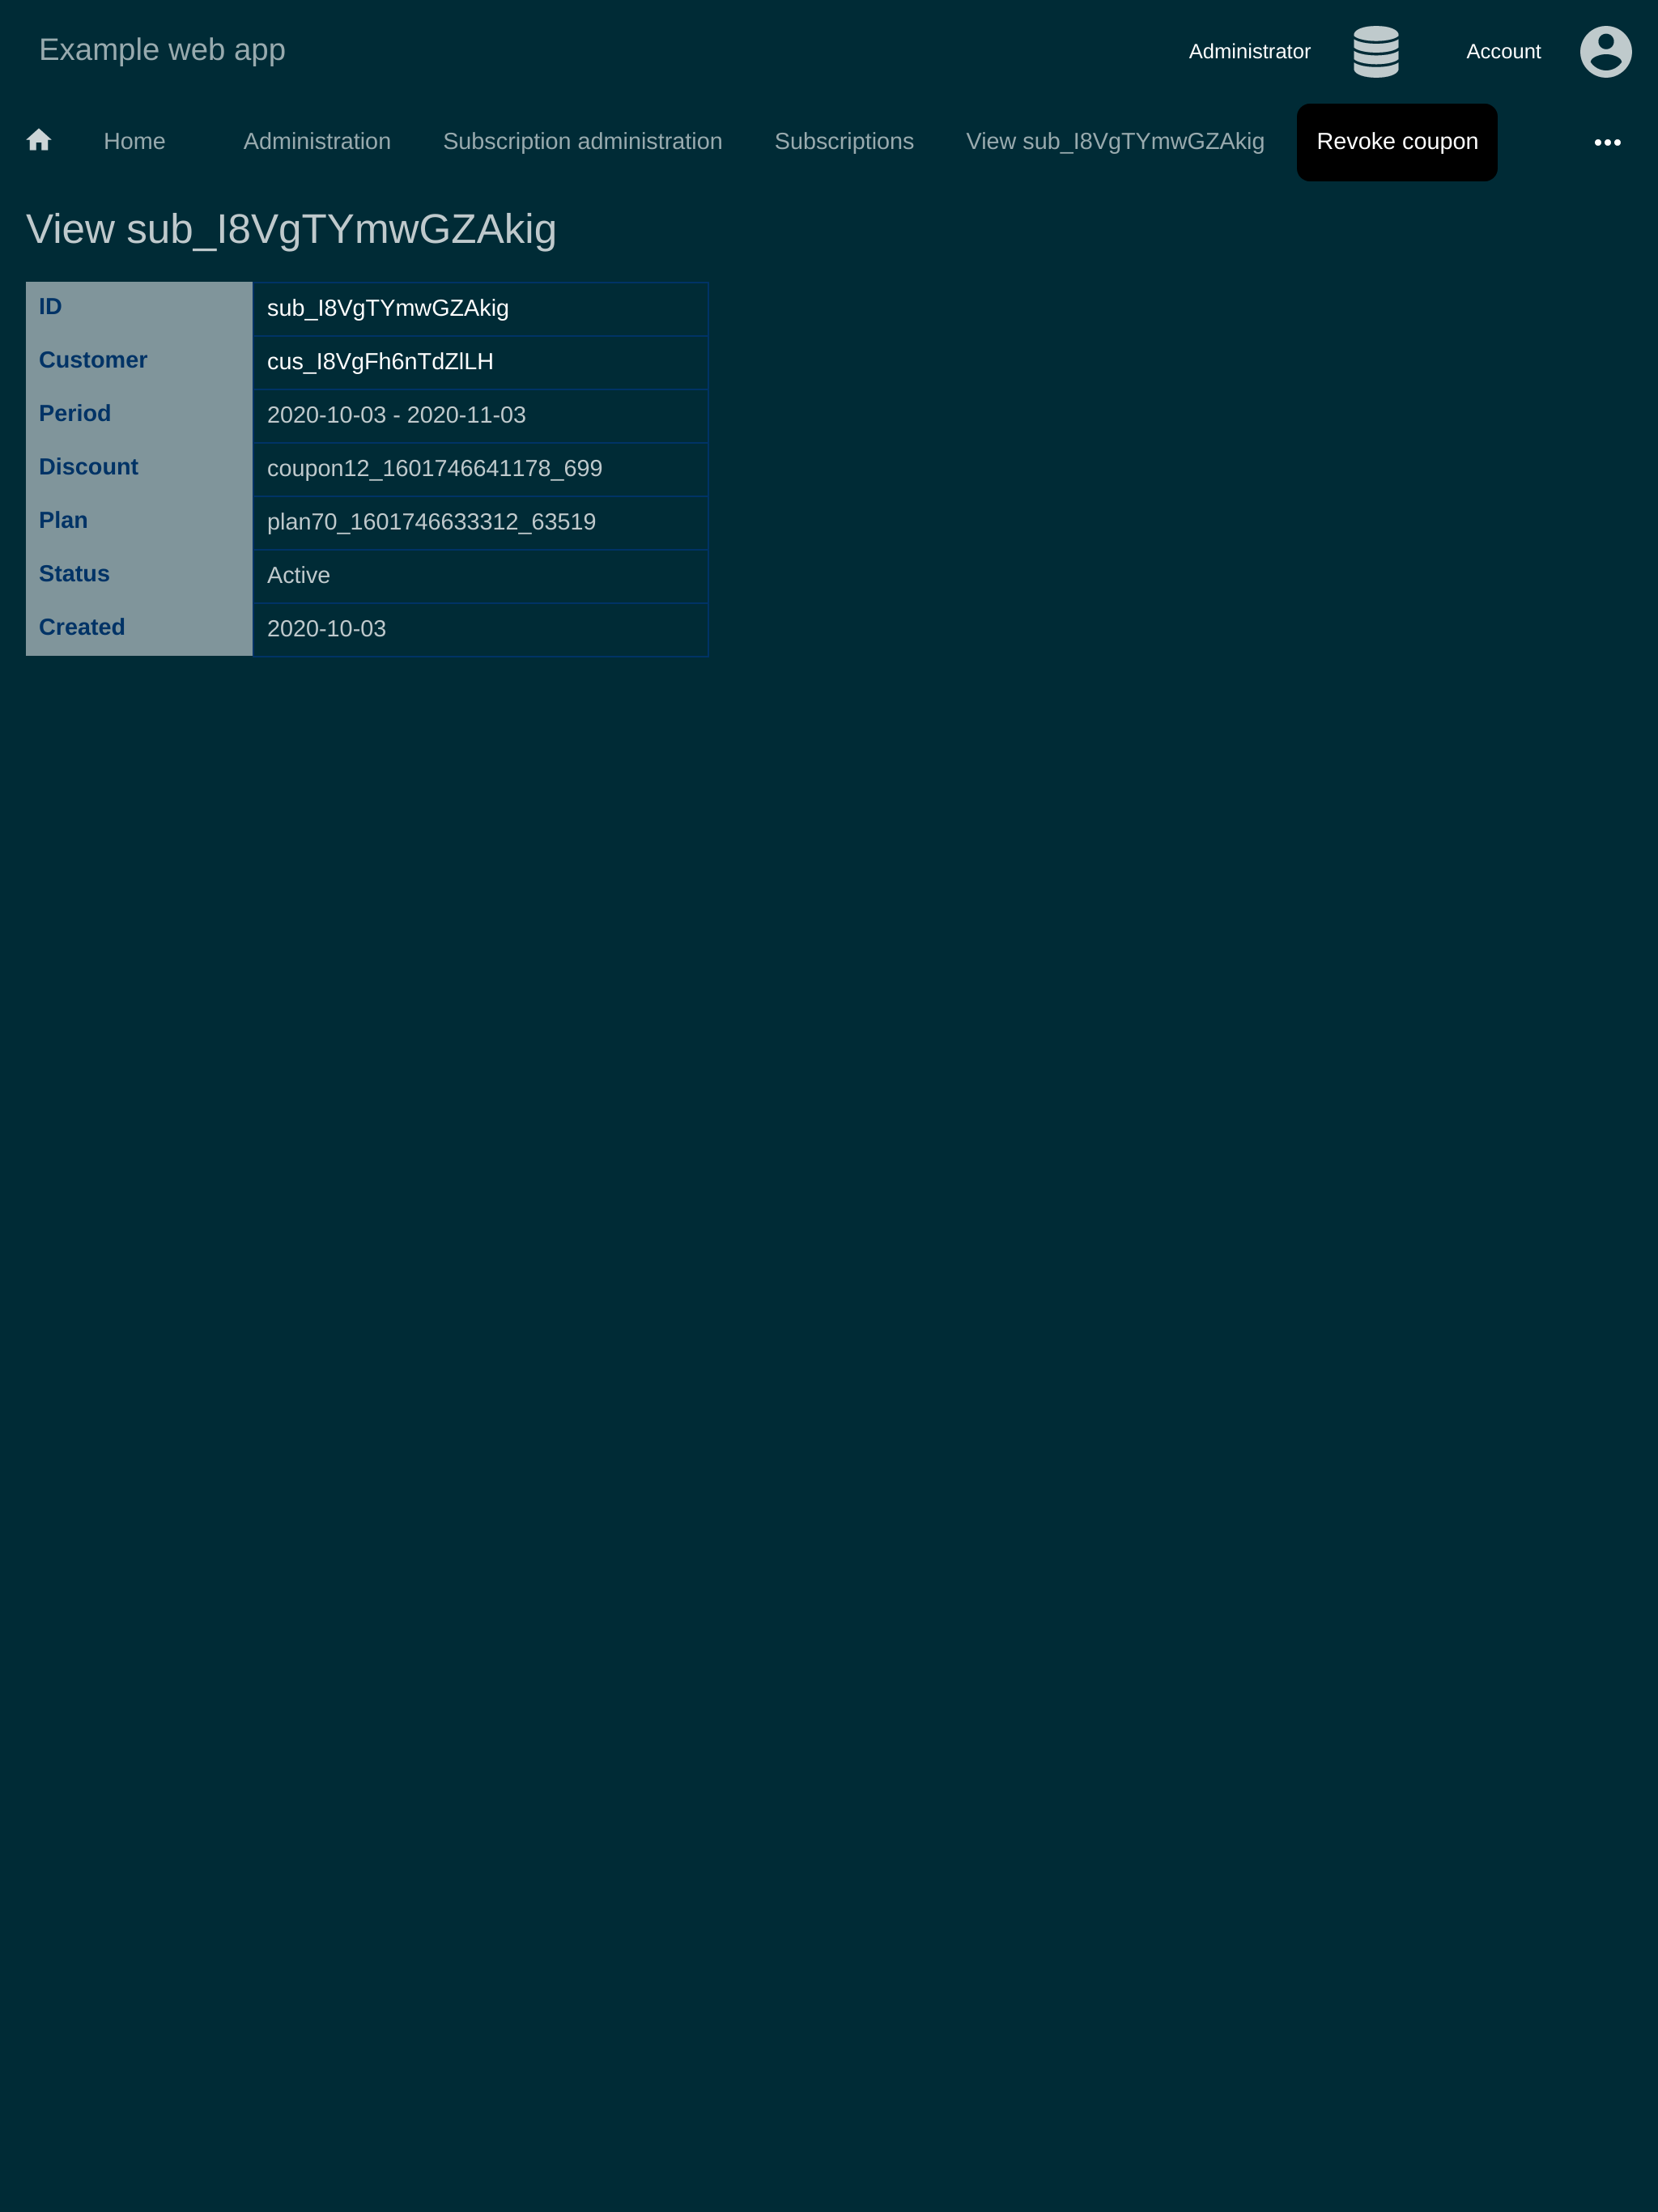 Example web app
Administrator Account
Home Administration Subscription administration Subscriptions View sub_I8VgTYmwGZAkig Revoke coupon
View sub_I8VgTYmwGZAkig
ID sub_I8VgTYmwGZAkig
Customer cus_I8VgFh6nTdZlLH
Period 2020-10-03 - 2020-11-03
Discount coupon12_1601746641178_699
Plan plan70_1601746633312_63519
Status Active
Created 2020-10-03